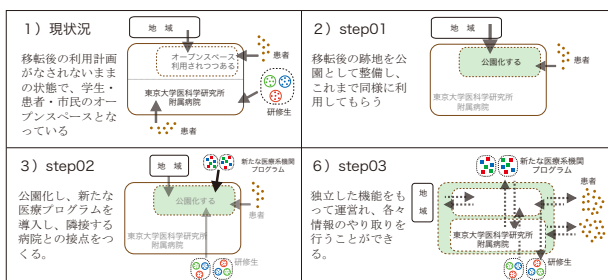 1）現状況
移転後の利用計画
がなされないまま
の状態で、学生・
患者・市民のオー
プンスペースとな
っている
地 域
オープンスペース
利用されつつある
患者
東京大学医科学研究所
附属病院
患者
研修生
2）step01
移転後の跡地を公
園として整備し、こ
れまで同様に利
用してもらう
地 域
公園化する
患者
東京大学医科学研究所
附属病院
3）step02
公園化し、新たな
医療プログラムを
導入し、隣接する
病院との接点をつ
くる。
地 域
新たな医療系機関
プログラム
公園化する
患者
東京大学医科学研究所
附属病院
研修生
6）step03
独立した機能をも
って運営れ、各々
情報のやり取りを
行うことができ
る。
新たな医療系機関
プログラム
地
域
患者
東京大学医科学研究所
附属病院
研修生